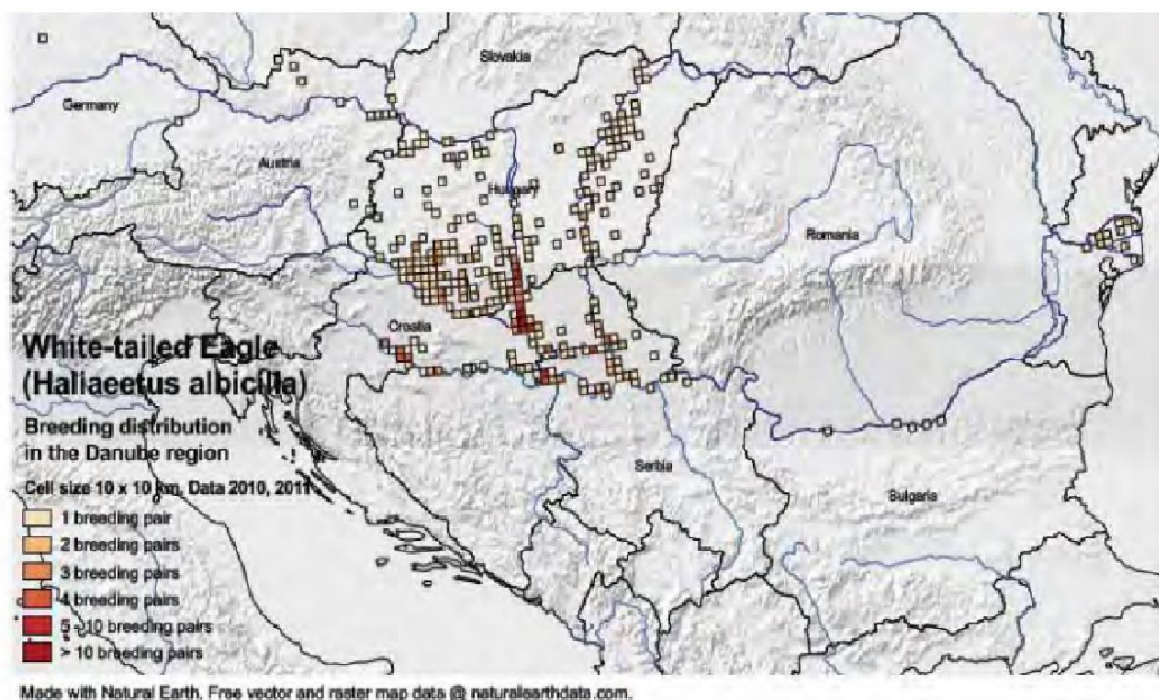 Slovakia
Germany
Austria
Hungary
Romania
Croatia
White-tailed Eagle
(Haliaeetus albicilla)
Breeding distribution
in the Danube region
Serbia
Cell size 10 x 10 km, Data 2010, 2011
Bulgaria
1 breeding pair
2 breeding pairs
3 breeding pairs
4 breeding pairs
5 - 10 breeding pairs
> 10 breeding pairs
Made with Natural Earth. Free vector and raster map data @ naturalearthdata.com.